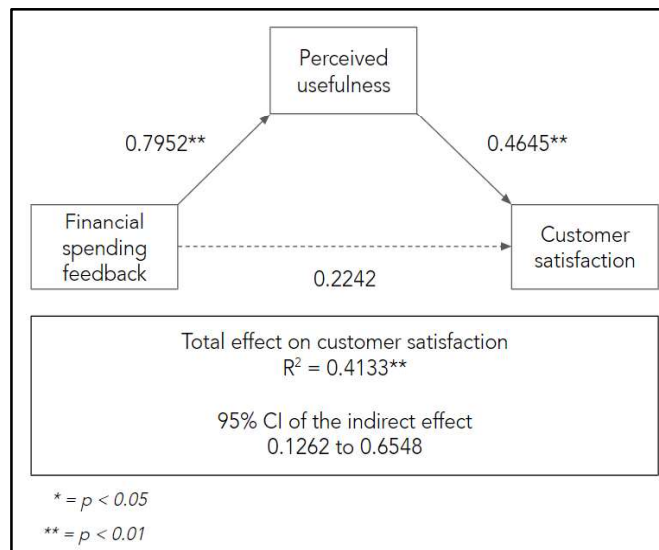 Perceived
usefulness
0.7952**
0.4645**
Financial
spending
feedback
Customer
satisfaction
0.2242
Total effect on customer satisfaction
R² = 0.4133**
95% CI of the indirect effect
0.1262 to 0.6548
* = p < 0.05
** = p < 0.01